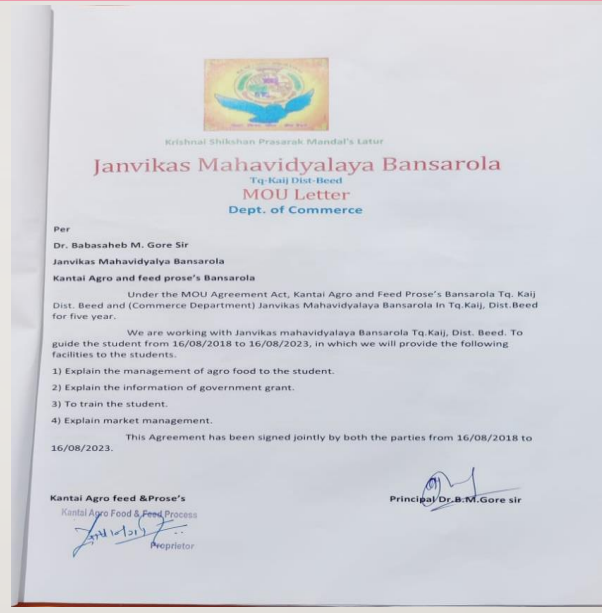 Krishnai Shikshan Prasarak Mandal's Latur
Janvikas Mahavidyalaya Bansarola
Tq-Kaij Dist-Beed
MOU Letter
Dept. of Commerce
Per
Dr. Babasaheb M. Gore Sir
Janvikas Mahavidyalya Bansarola
Kantai Agro and feed prose's Bansarola
Under the MOU Agreement Act, Kantai Agro and Feed Prose's Bansarola Tq. Kaij
Dist. Beed and (Commerce Department) Janvikas Mahavidyalaya Bansarola In Tq.Kaij, Dist.Beed
for five year.
We are working with Janvikas mahavidyalaya Bansarola Tq.Kaij, Dist. Beed. To
guide the student from 16/08/2018 to 16/08/2023, in which we will provide the following
facilities to the students.
1) Explain the management of agro food to the student.
2) Explain the information of government grant.
3) To train the student.
4) Explain market management.
This Agreement has been signed jointly by both the parties from 16/08/2018 to
16/08/2023.
Kantai Agro feed &Prose's
Principal Dr.B.M.Gore sir
Kantai Agro Food & Feed Process
Proprietor